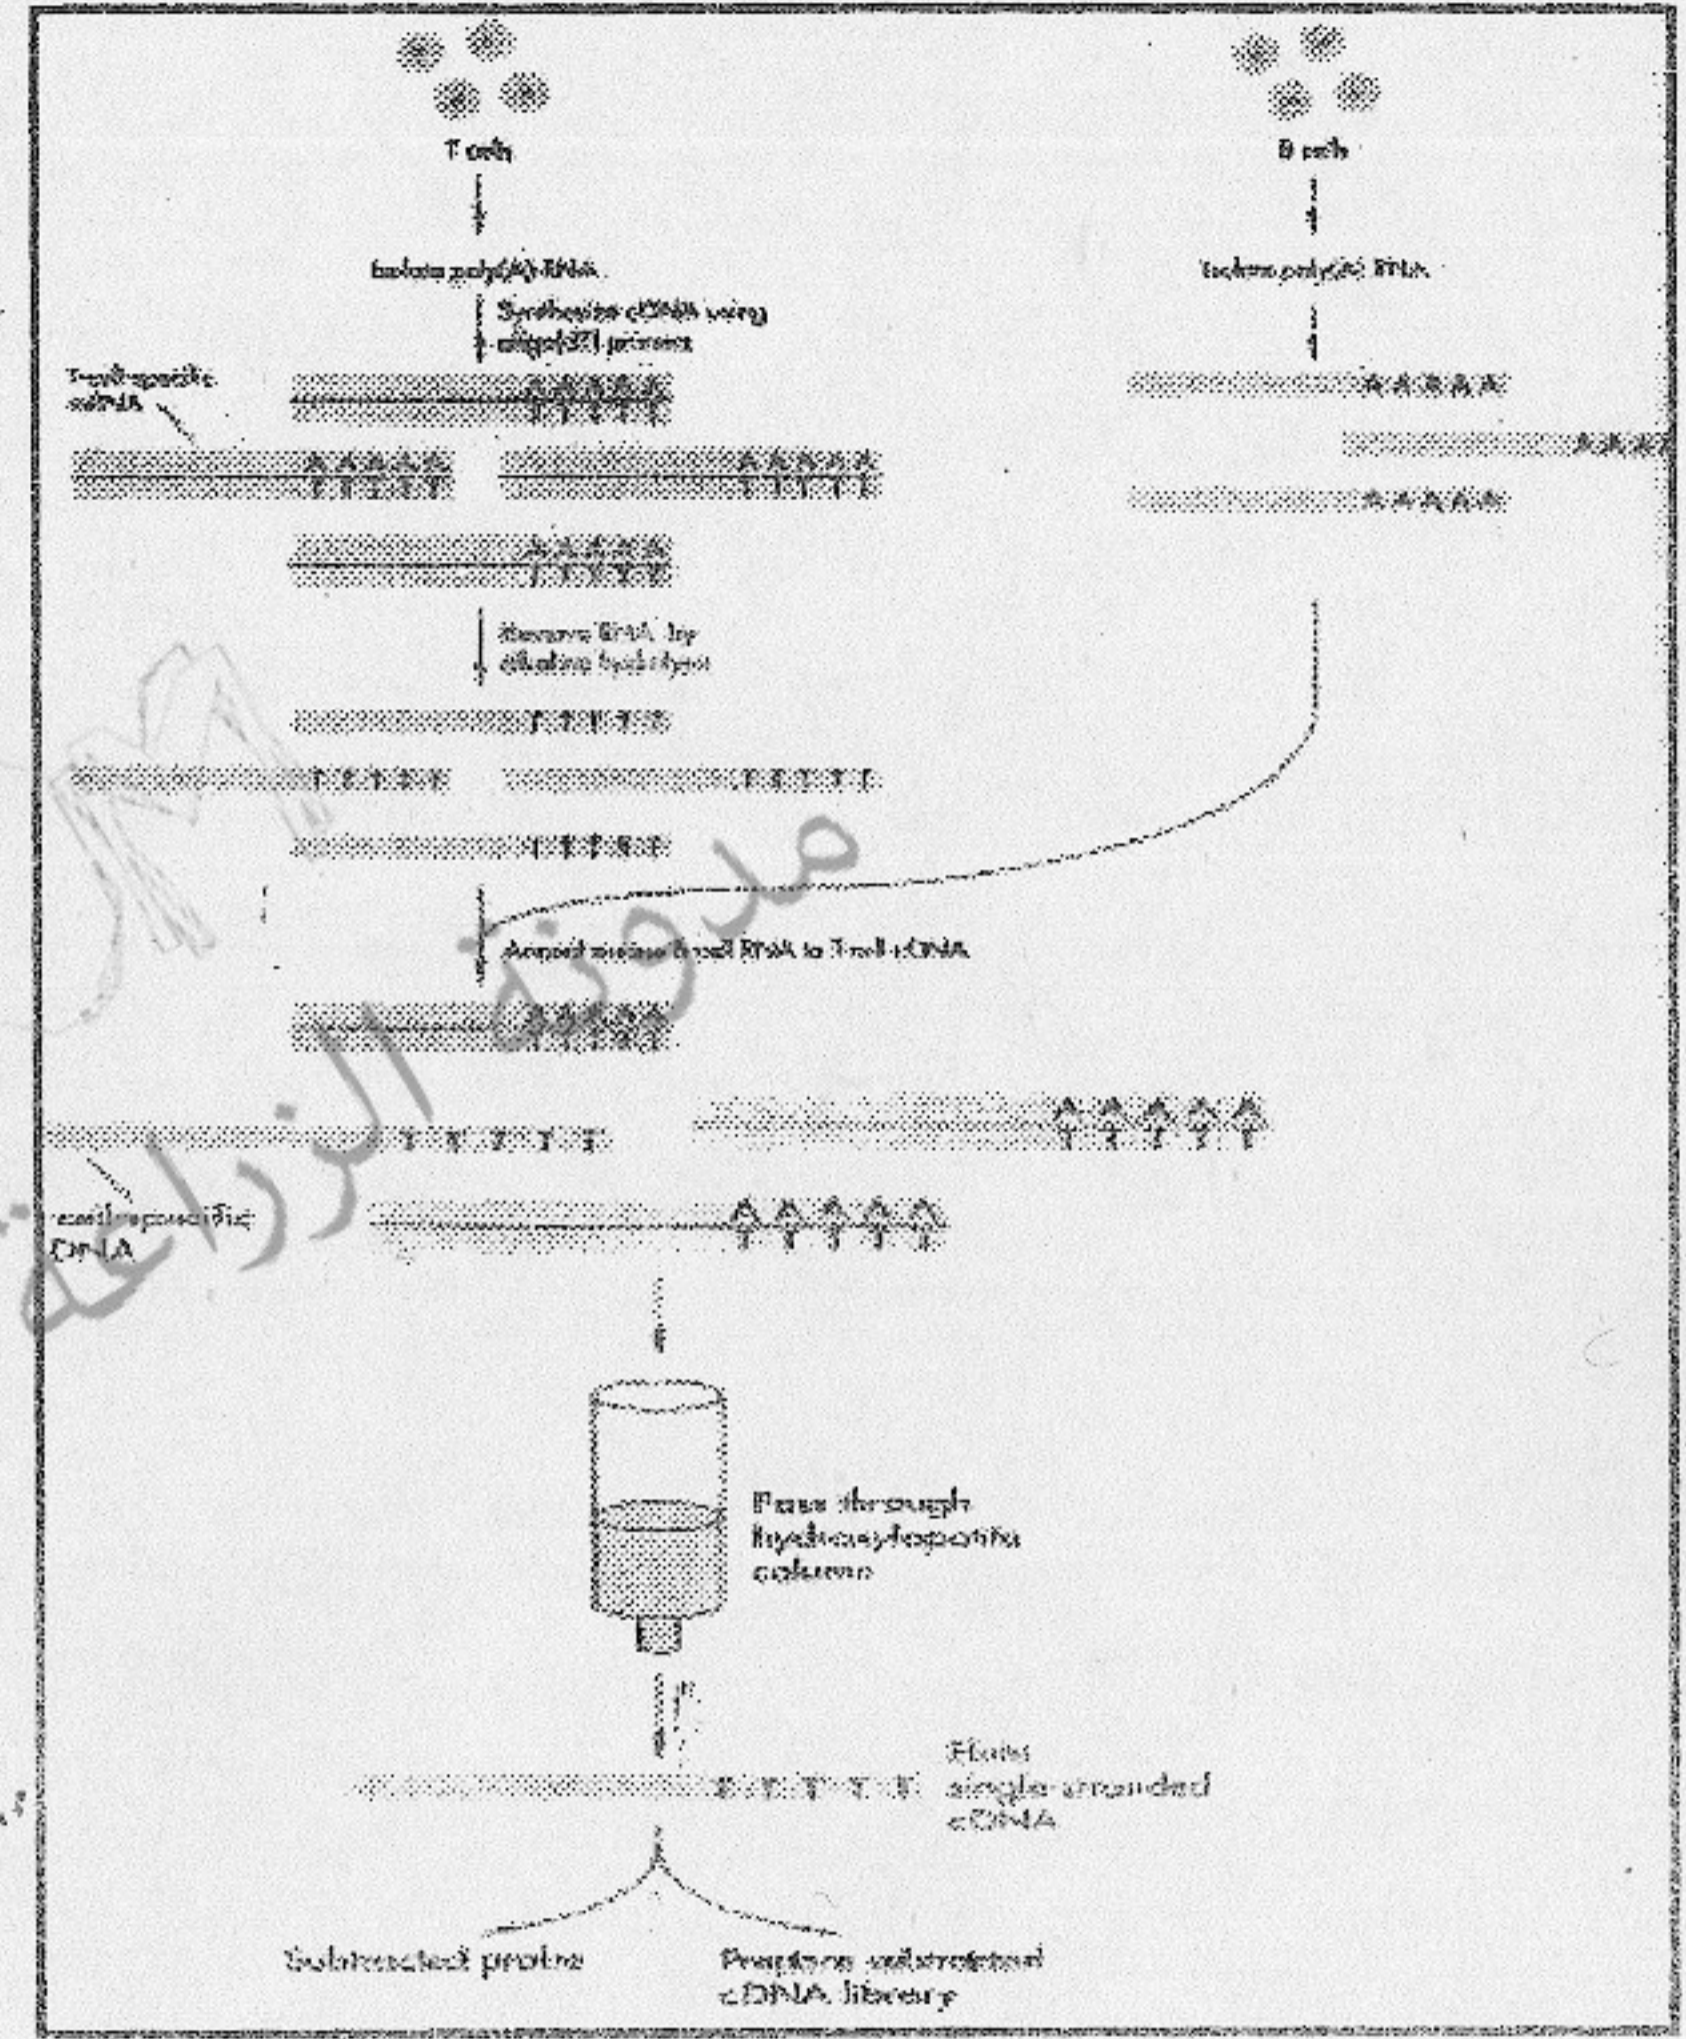 T cells
B cells
Isolate poly(A) RNA
Isolate poly(A) RNA
Synthesize cDNA using
oligo(dT) primers
T-cell-specific
mRNA
A A A A A
T T T T T
A A A A A
T T T T T
A A A A A
T T T T T
A A A A A
T T T T T
A A A A A
A A A A
A A A A A
Remove RNA by
alkaline hydrolysis
T T T T T
T T T T T
T T T T T
T T T T T
Anneal excess B-cell RNA to T-cell cDNA
A A A A A
T T T T T
T T T T T
A A A A A
T T T T T
-cell-specific
DNA
A A A A A
T T T T T
Pass through
hydroxylapatite
column
T T T T T
Elute
single-stranded
cDNA
Subtracted probe
Prepare subtracted
cDNA library
مدونة الزراعة